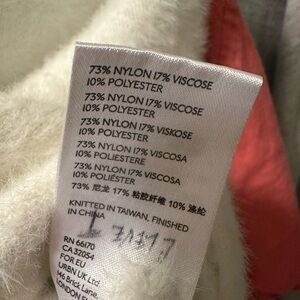 73% NYLON 17% VISCOSE
10% POLYESTER
73% NYLON 17% VISCOSE
10% POLYESTER
73% NYLON 17% VISKOSE
10% POLYESTER
73% NYLON 17% VISCOSA
10% POLIESTERE
73% NYLON 17% VISCOSA
10% POLIÉSTER
73% 尼龙 17% 粘胶纤维 10% 涤纶
KNITTED IN TAIWAN, FINISHED
IN CHINA
RN 66170
CA 32054
FOR EU
URBN UK Ltd
146 Brick Lane,
LONDON